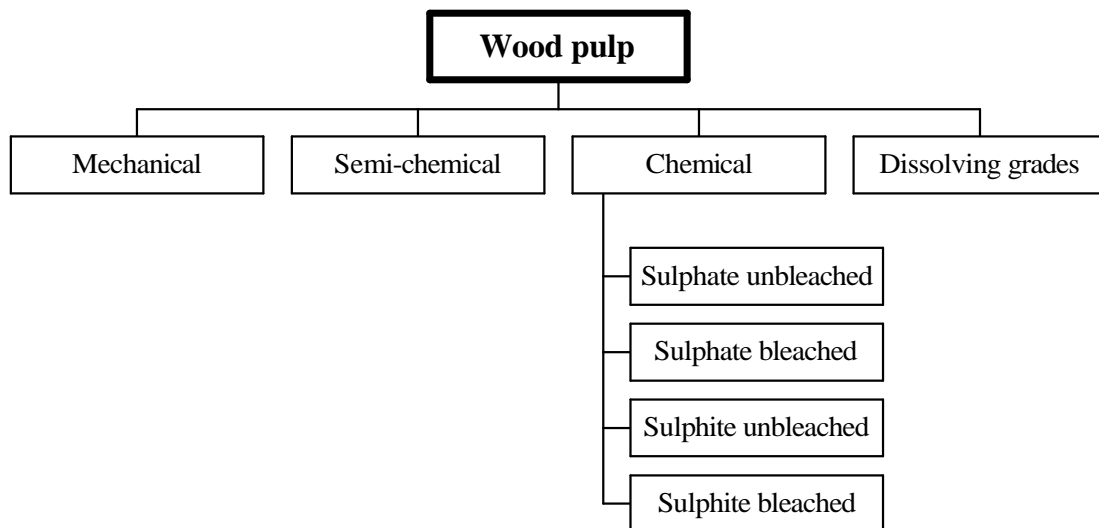 Wood pulp
Mechanical
Semi-chemical
Chemical
Dissolving grades
Sulphate unbleached
Sulphate bleached
Sulphite unbleached
Sulphite bleached